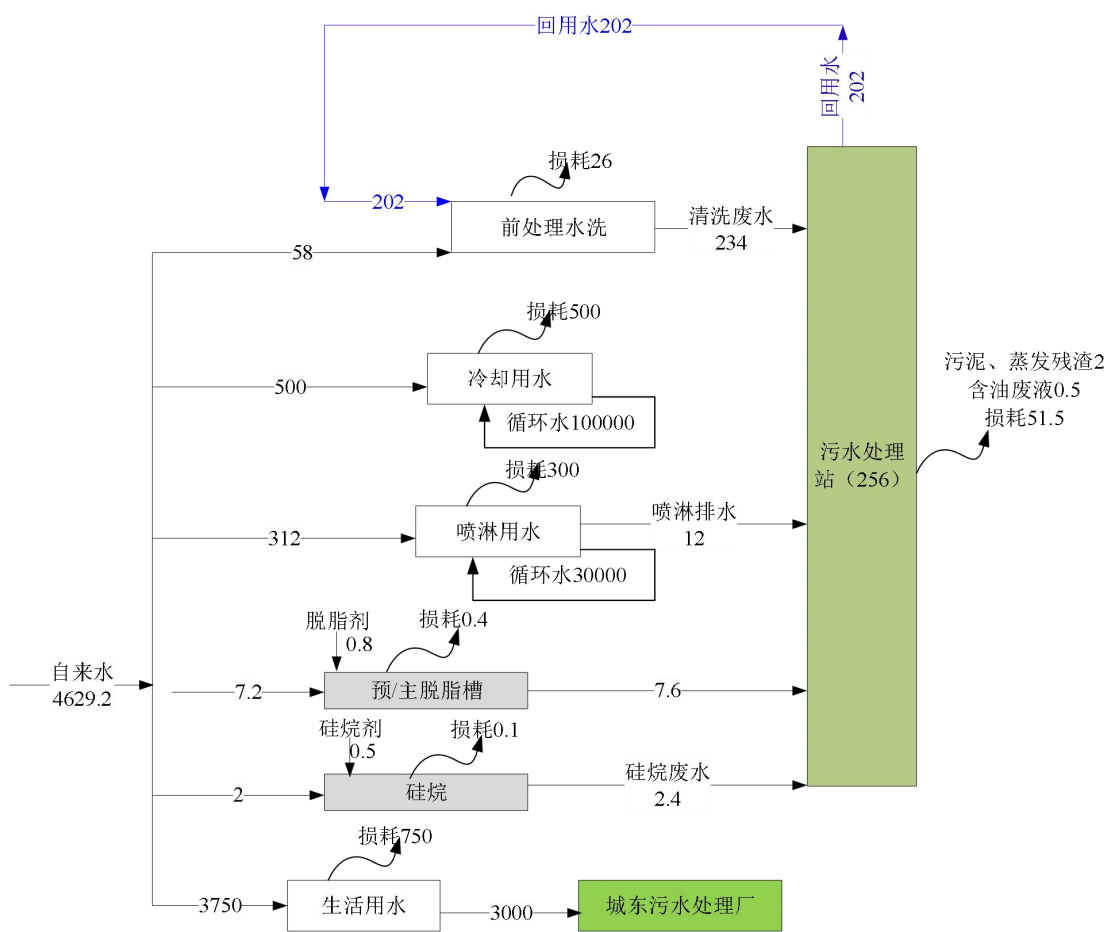 回用水202
回用水
202
损耗26
202
前处理水洗
清洗废水
234
58
损耗500
500
冷却用水
循环水100000
污泥、蒸发残渣2
含油废液0.5
损耗51.5
污水处理
站（256）
损耗300
312
喷淋用水
喷淋排水
12
循环水30000
脱脂剂
0.8
损耗0.4
自来水
4629.2
7.2
预/主脱脂槽
7.6
硅烷剂
0.5
损耗0.1
2
硅烷
硅烷废水
2.4
损耗750
3750
生活用水
3000
城东污水处理厂